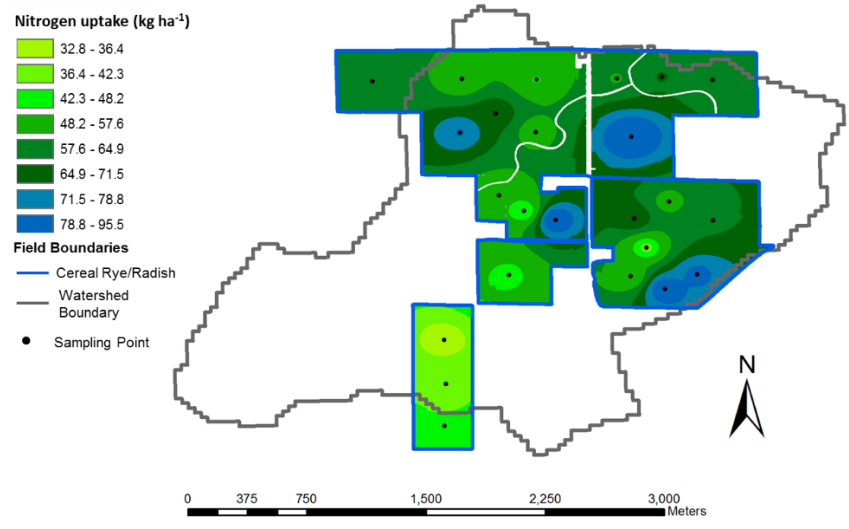 Nitrogen uptake (kg ha-1)
32.8 - 36.4
36.4 - 42.3
42.3 - 48.2
48.2 - 57.6
57.6 - 64.9
64.9 - 71.5
71.5 - 78.8
78.8 - 95.5
Field Boundaries
Cereal Rye/Radish
Watershed
Boundary
Sampling Point
N
0 375 750 1,500 2,250 3,000
Meters